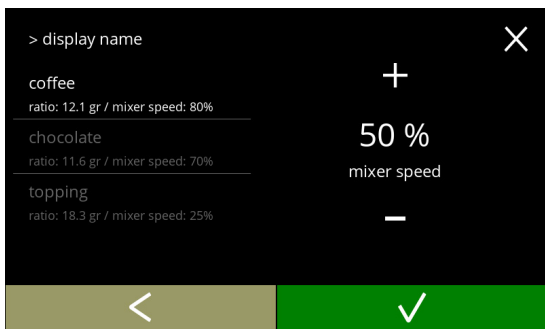 > display name
coffee
ratio: 12.1 gr / mixer speed: 80%
chocolate
ratio: 11.6 gr / mixer speed: 70%
topping
ratio: 18.3 gr / mixer speed: 25%
50 %
mixer speed